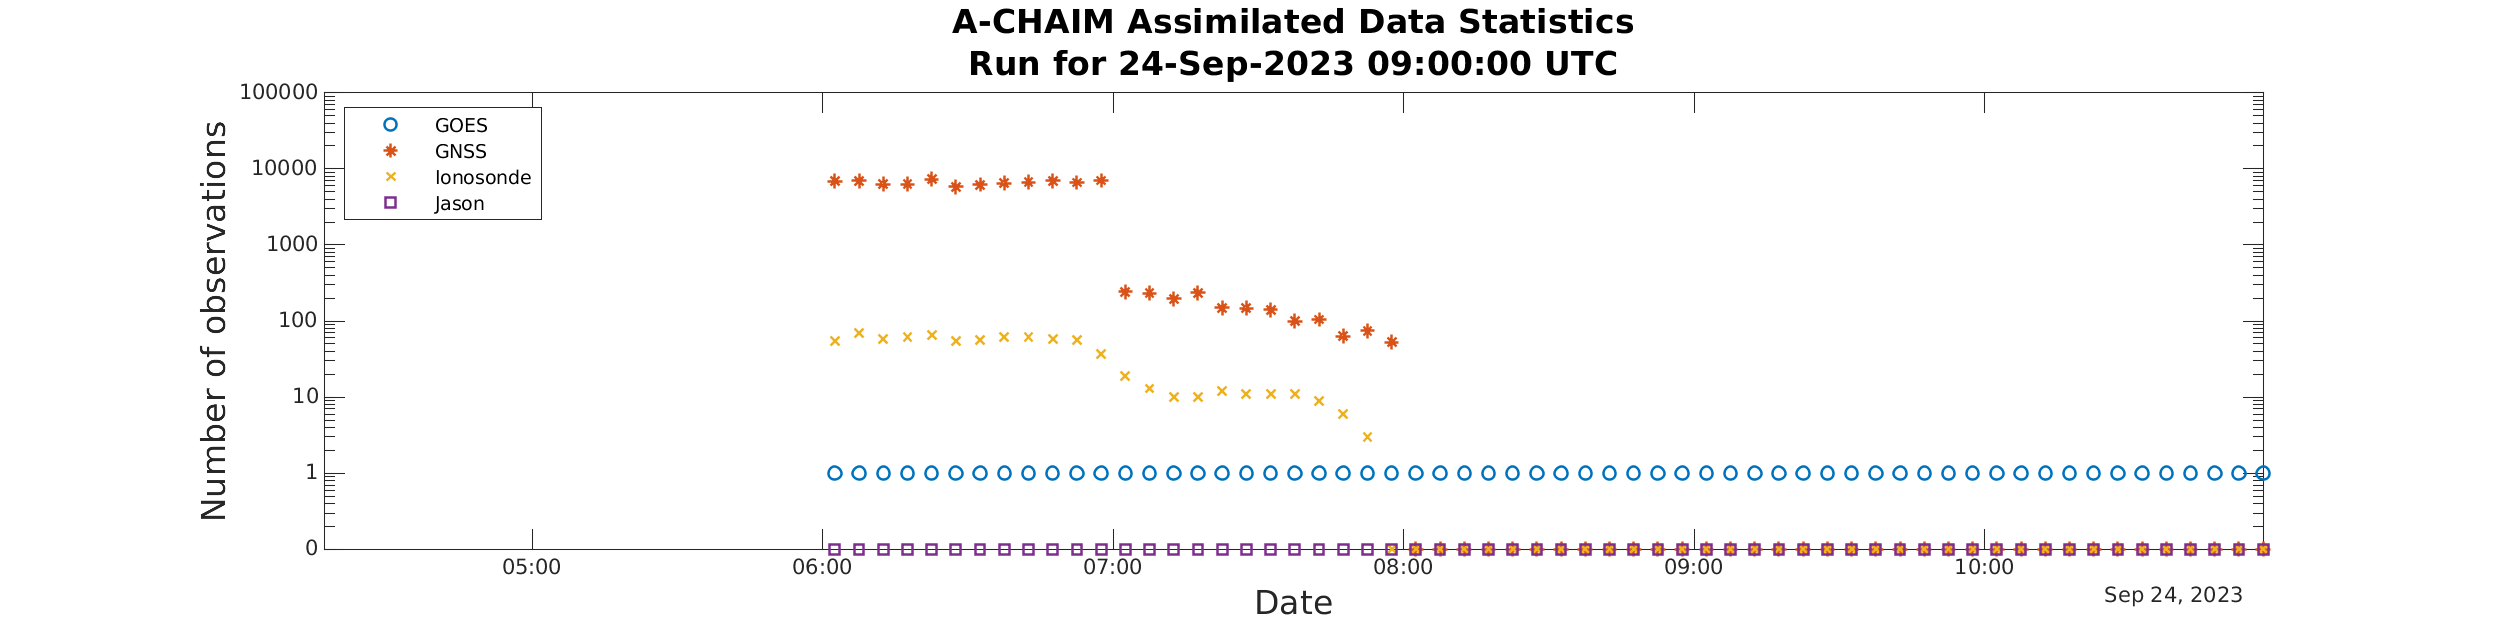 A-CHAIM Assimilated Data Statistics
Run for 24-Sep-2023 09:00:00 UTC
Number of observations
100000
10000
1000
100
10
1
0
GOES
GNSS
Ionosonde
Jason
05:00 06:00 07:00 08:00 09:00 10:00
Date
Sep 24, 2023